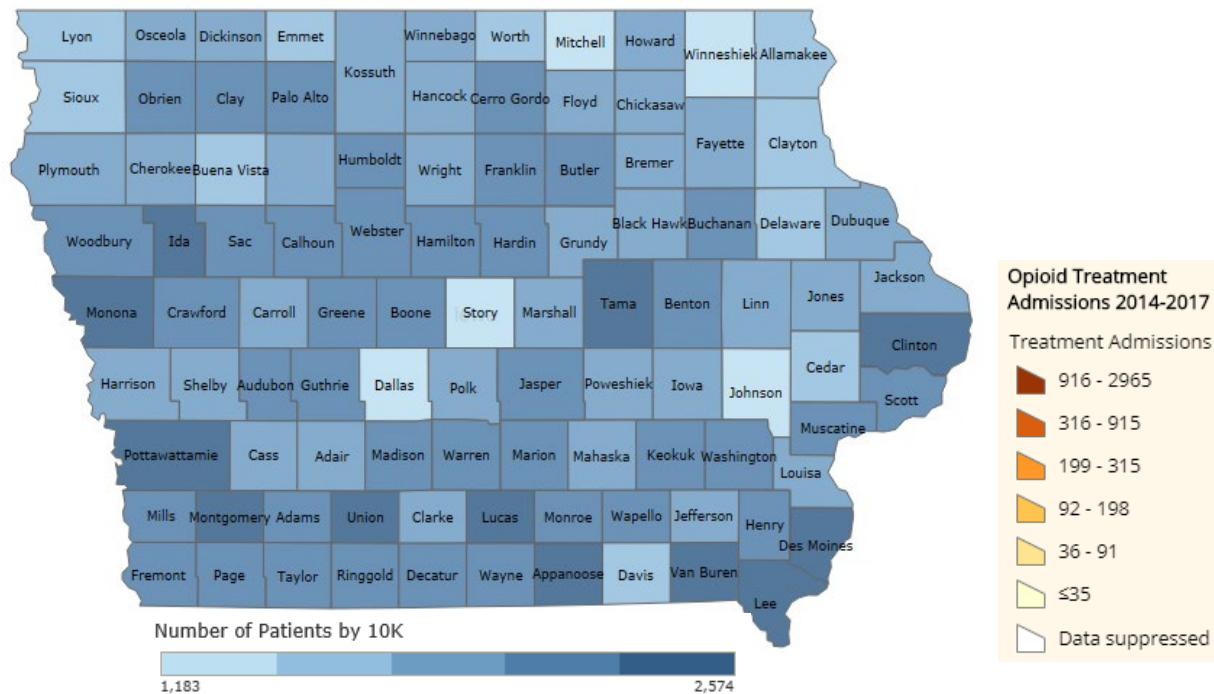 Lyon Osceola Dickinson Emmet Winnebago Worth Mitchell Howard Winneshiek Allamakee
Kossuth
Sioux Obrien Clay Palo Alto Hancock Cerro Gordo Floyd Chickasaw
Plymouth Cherokee Buena Vista Humboldt Wright Franklin Butler Bremer Fayette Clayton
Woodbury Ida Sac Calhoun Webster Hamilton Hardin Grundy Black Hawk Buchanan Delaware Dubuque
Monona Crawford Carroll Greene Boone Story Marshall Tama Benton Linn Jones Jackson
Clinton
Harrison Shelby Audubon Guthrie Dallas Polk Jasper Poweshiek Iowa Johnson Cedar Scott
Muscatine
Pottawattamie Cass Adair Madison Warren Marion Mahaska Keokuk Washington Louisa
Mills Montgomery Adams Union Clarke Lucas Monroe Wapello Jefferson Henry Des Moines
Fremont Page Taylor Ringgold Decatur Wayne Appanoose Davis Van Buren Lee
Number of Patients by 10K
1,183 2,574
Opioid Treatment
Admissions 2014-2017
Treatment Admissions
916 - 2965
316 - 915
199 - 315
92 - 198
36 - 91
≤35
Data suppressed